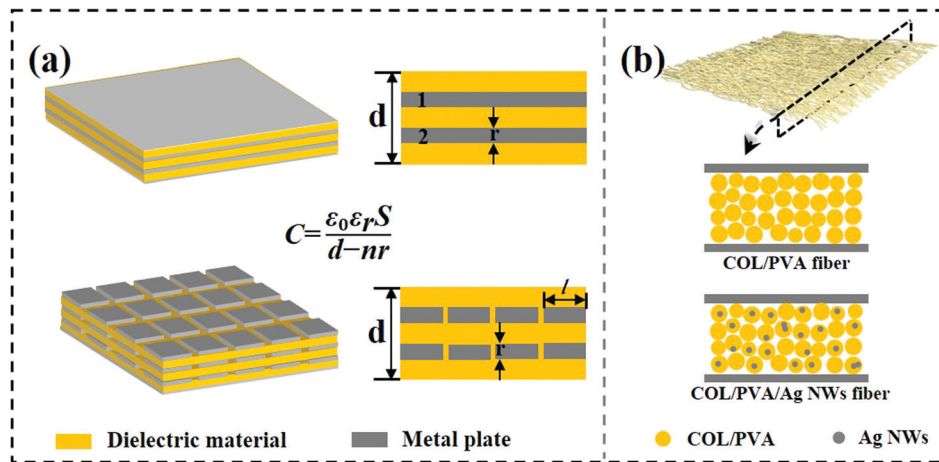 (a)
d
1
2
r
C=ε₀εᵣS/d−nr
d
l
r
Dielectric material
Metal plate
(b)
COL/PVA fiber
COL/PVA/Ag NWs fiber
COL/PVA
Ag NWs